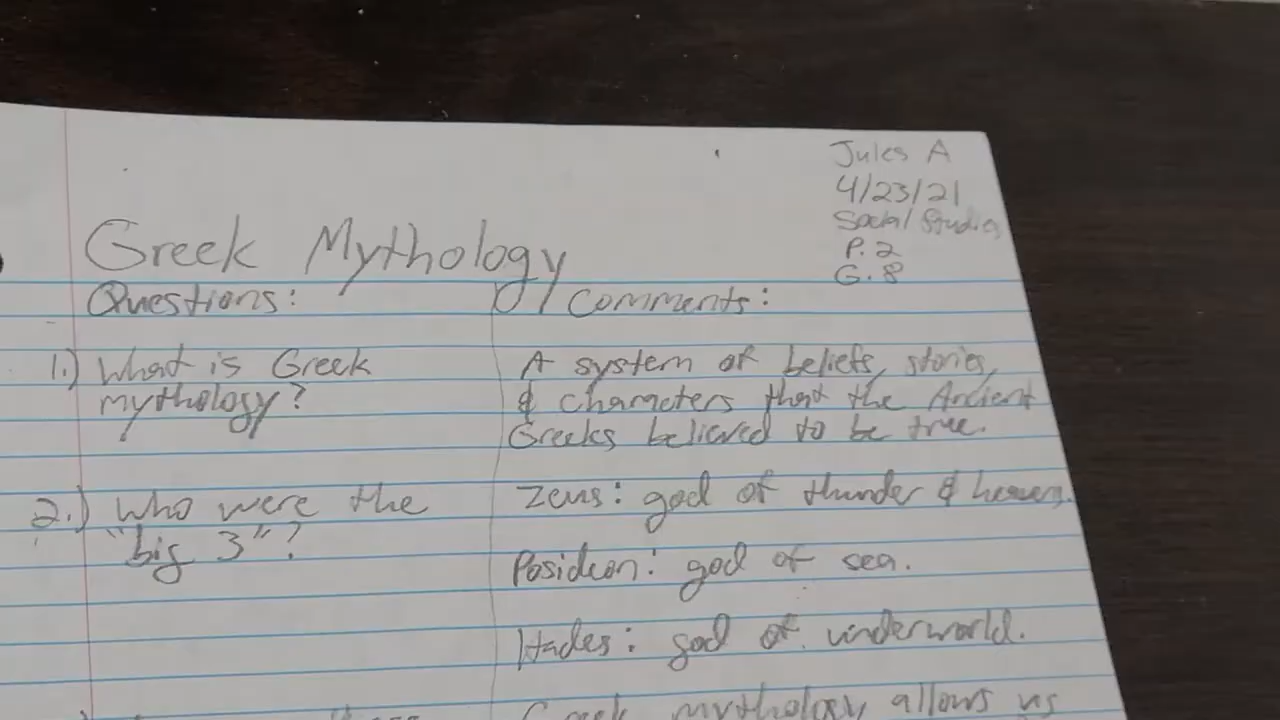 Jules A
4/23/21
Social Studies
P. 2
G. 8
Greek Mythology
Questions:
Comments:
1.) What is Greek
mythology?
A system of beliefs, stories,
& characters that the Ancient
Greeks believed to be true.
2.) Who were the
"big 3"?
Zeus: god of thunder & heaven.
Posideon: god of sea.
Hades: god of underworld.
Greek mythology allows us